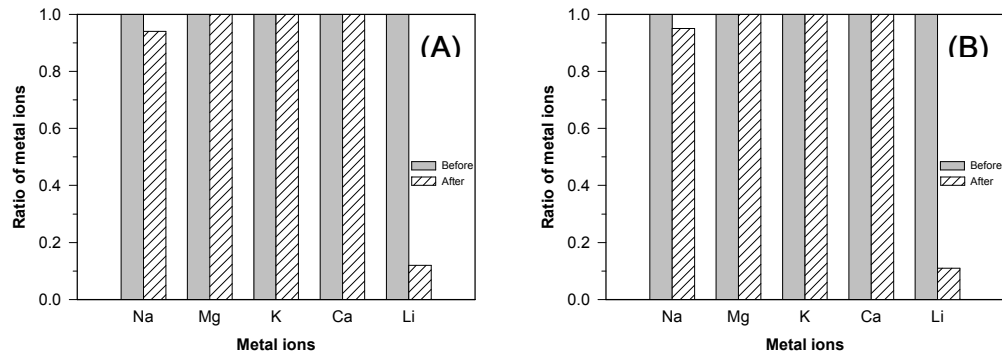 (A)
1.0
0.8
0.6
0.4
0.2
0.0
Ratio of metal ions
Before
After
Na Mg K Ca Li
Metal ions
(B)
1.0
0.8
0.6
0.4
0.2
0.0
Ratio of metal ions
Before
After
Na Mg K Ca Li
Metal ions